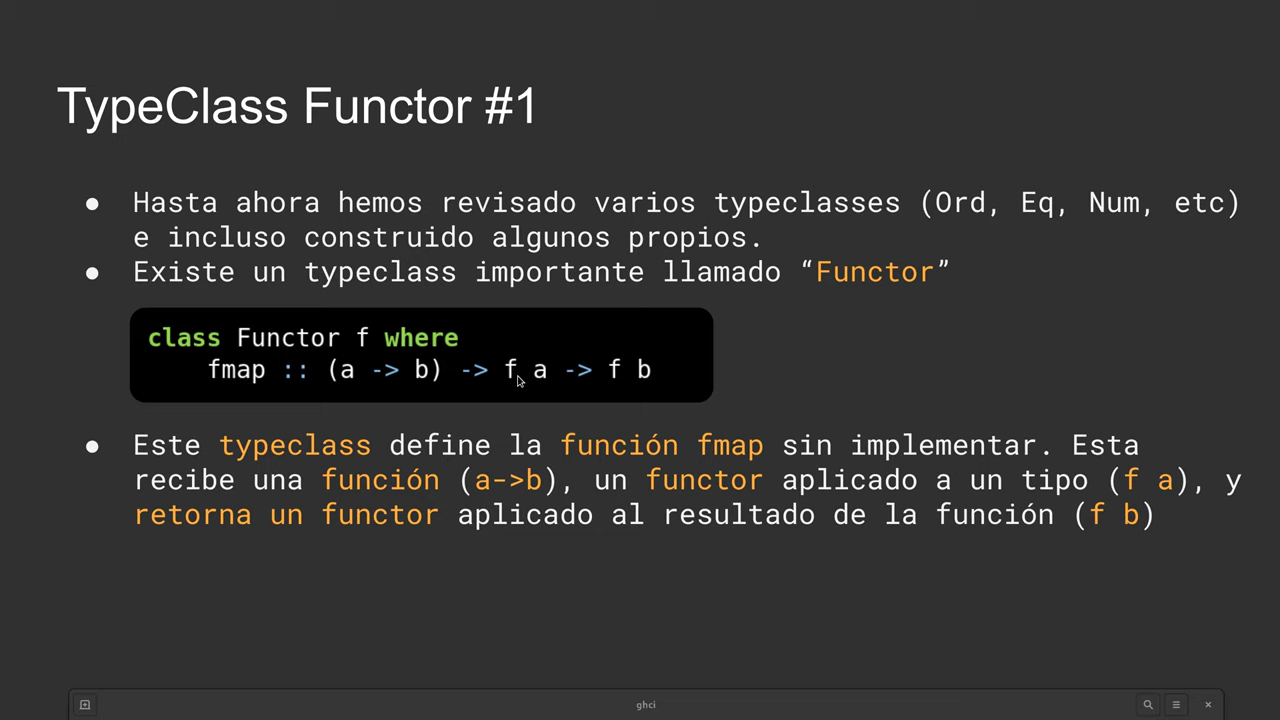 TypeClass Functor #1
● Hasta ahora hemos revisado varios typeclasses (Ord, Eq, Num, etc)
e incluso construido algunos propios.
● Existe un typeclass importante llamado “Functor”
class Functor f where
fmap :: (a -> b) -> f a -> f b
● Este typeclass define la función fmap sin implementar. Esta
recibe una función (a->b), un functor aplicado a un tipo (f a), y
retorna un functor aplicado al resultado de la función (f b)
ghci